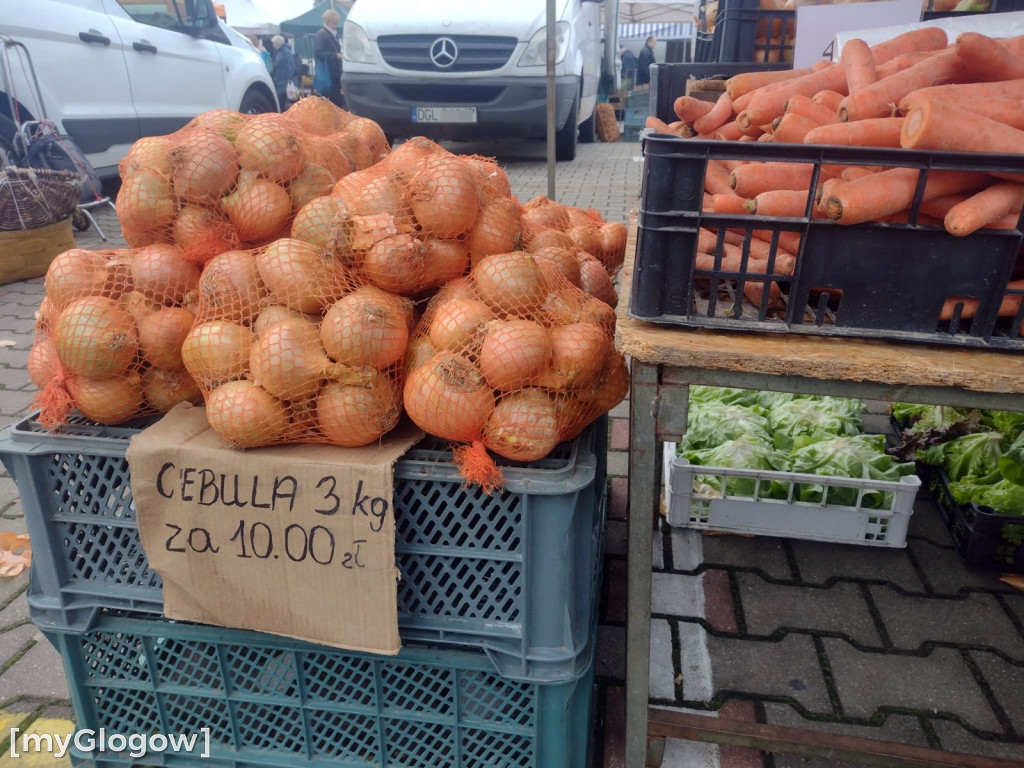 DGL
CEBULA 3 kg
za 10.00 zł
[myGlogow]